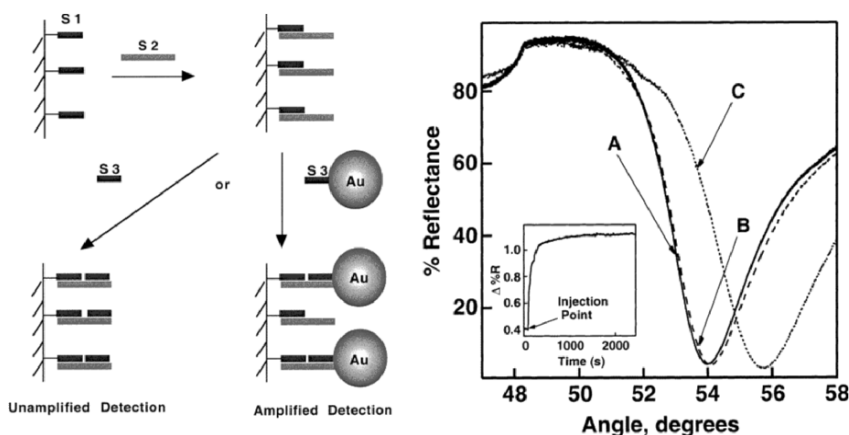 S 1
S 2
S 3
or
S 3
Au
Au
Au
Unamplified Detection
Amplified Detection
% Reflectance
80
60
40
20
A
C
B
Δ %R
1.0
0.8
0.6
0.4
Injection
Point
0 1000 2000
Time (s)
48 50 52 54 56 58
Angle, degrees